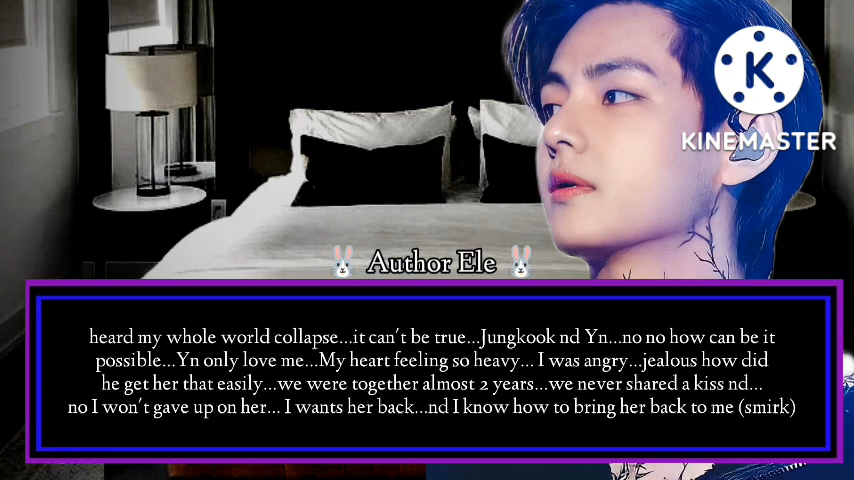 K
KINEMASTER
🐰 Author Ele 🐰
heard my whole world collapse...it can't be true...Jungkook nd Yn...no no how can be it
possible...Yn only love me...My heart feeling so heavy... I was angry...jealous how did
he get her that easily...we were together almost 2 years...we never shared a kiss nd...
no I won't gave up on her... I wants her back...nd I know how to bring her back to me (smirk)